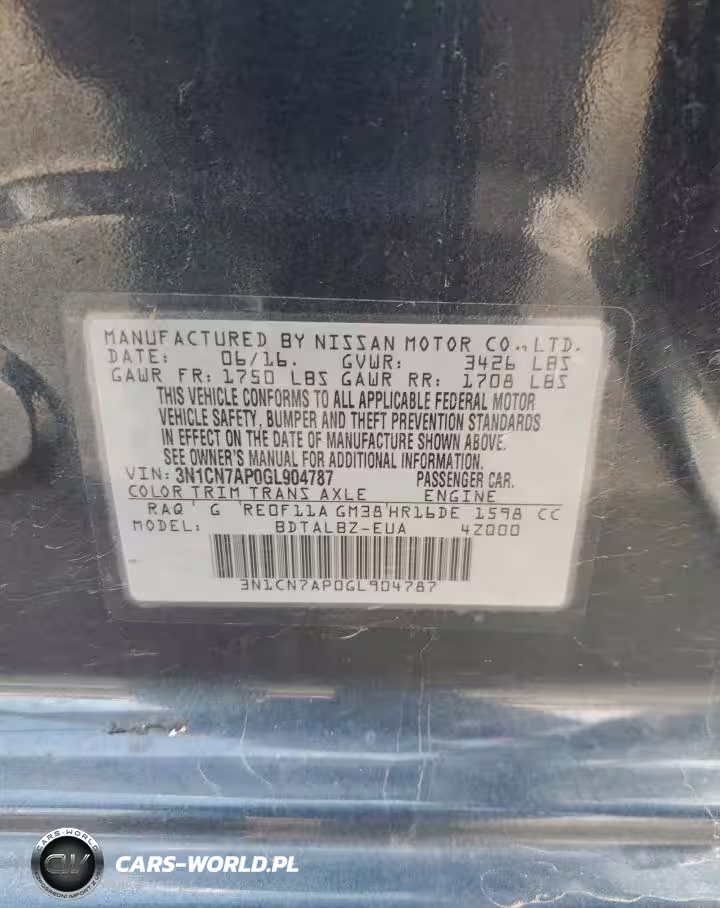 MANUFACTURED BY NISSAN MOTOR CO., LTD.
DATE: 06/16. GVWR: 3426 LBS
GAWR FR: 1750 LBS GAWR RR: 1708 LBS
THIS VEHICLE CONFORMS TO ALL APPLICABLE FEDERAL MOTOR
VEHICLE SAFETY, BUMPER AND THEFT PREVENTION STANDARDS
IN EFFECT ON THE DATE OF MANUFACTURE SHOWN ABOVE.
SEE OWNER'S MANUAL FOR ADDITIONAL INFORMATION.
VIN: 3N1CN7AP0GL904787 PASSENGER CAR.
COLOR TRIM TRANS AXLE ENGINE
RAQ G RE0F11A GM38 HR16DE 1598 CC
MODEL: BDTALBZ-EUA 4Z000
3N1CN7AP0GL904787
CARS-WORLD
CW
CARS-WORLD.PL